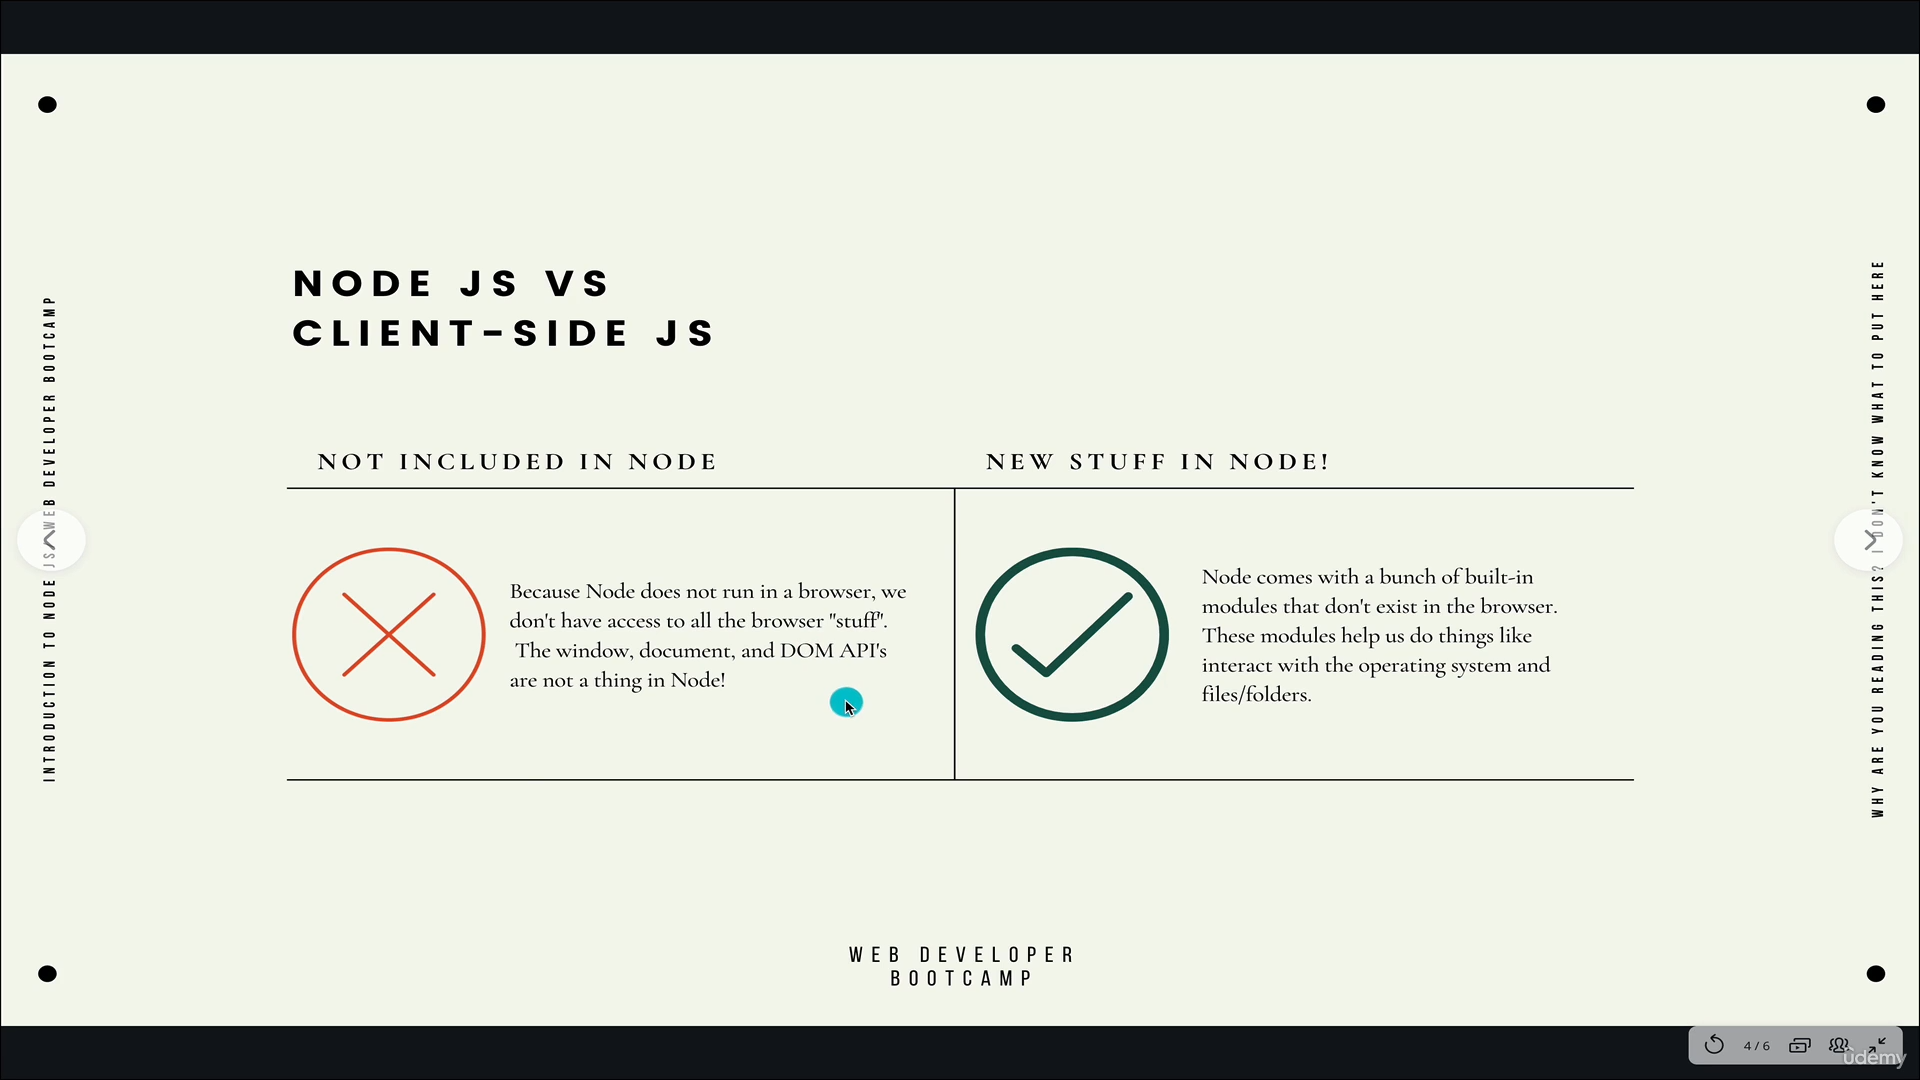 NODE JS VS
CLIENT-SIDE JS
NOT INCLUDED IN NODE
NEW STUFF IN NODE!
Because Node does not run in a browser, we
don't have access to all the browser "stuff".
The window, document, and DOM API's
are not a thing in Node!
Node comes with a bunch of built-in
modules that don't exist in the browser.
These modules help us do things like
interact with the operating system and
files/folders.
INTRODUCTION TO NODE JS WEB DEVELOPER BOOTCAMP
WHY ARE YOU READING THIS? I DON'T KNOW WHAT TO PUT HERE
WEB DEVELOPER
BOOTCAMP
4 / 6
ûdemy